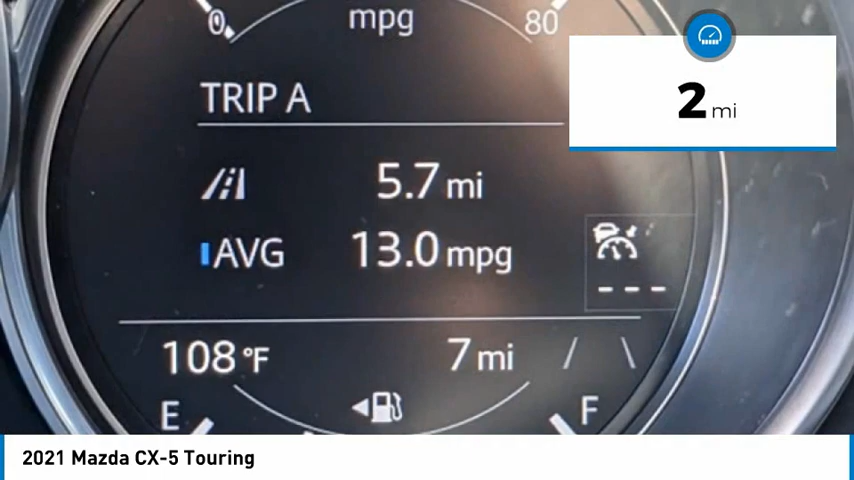 0 mpg 80
2 mi
TRIP A
5.7 mi
AVG 13.0 mpg
---
108 °F 7 mi
E F
2021 Mazda CX-5 Touring